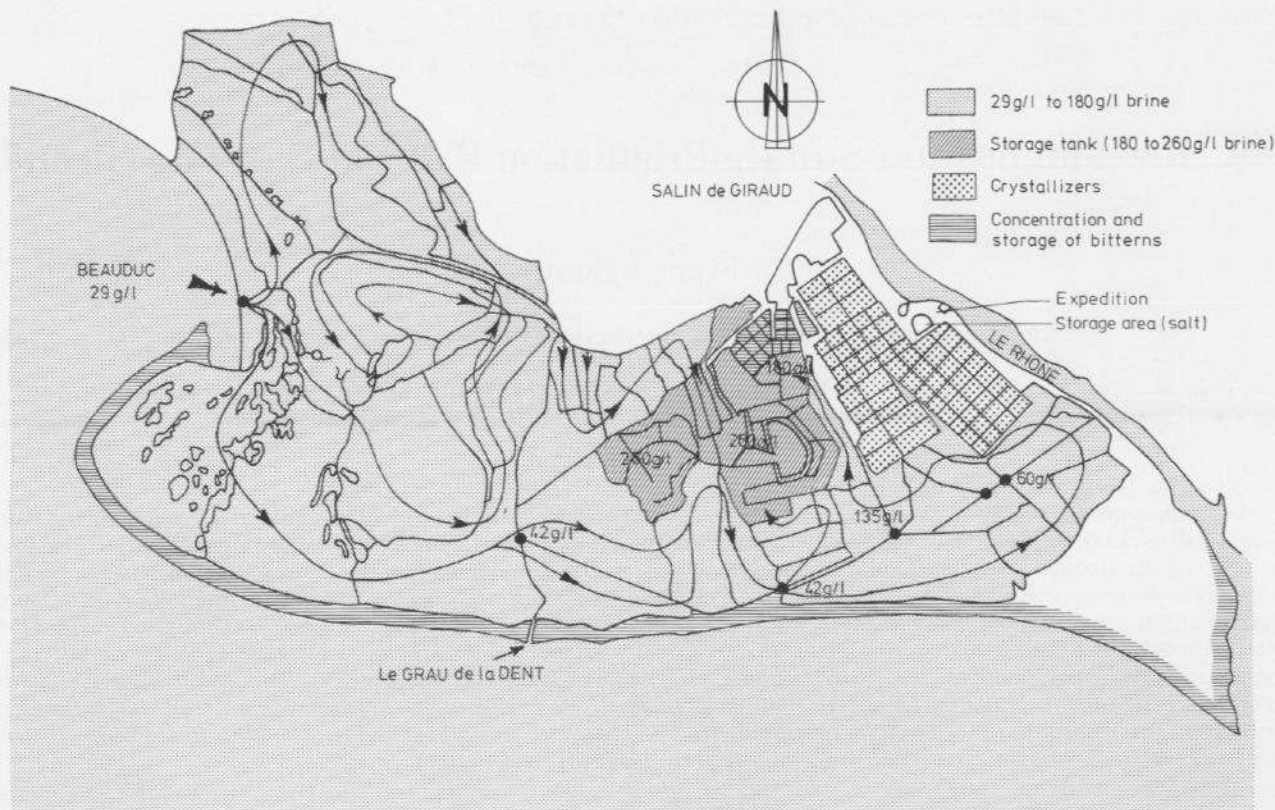 N
29g/l to 180g/l brine
Storage tank (180 to 260g/l brine)
SALIN de GIRAUD
Crystallizers
Concentration and
storage of bitterns
BEAUDUC
29g/l
Expedition
Storage area (salt)
LE RHONE
180g/l
260g/l
260g/l
60g/l
135g/l
42g/l
42g/l
Le GRAU de la DENT